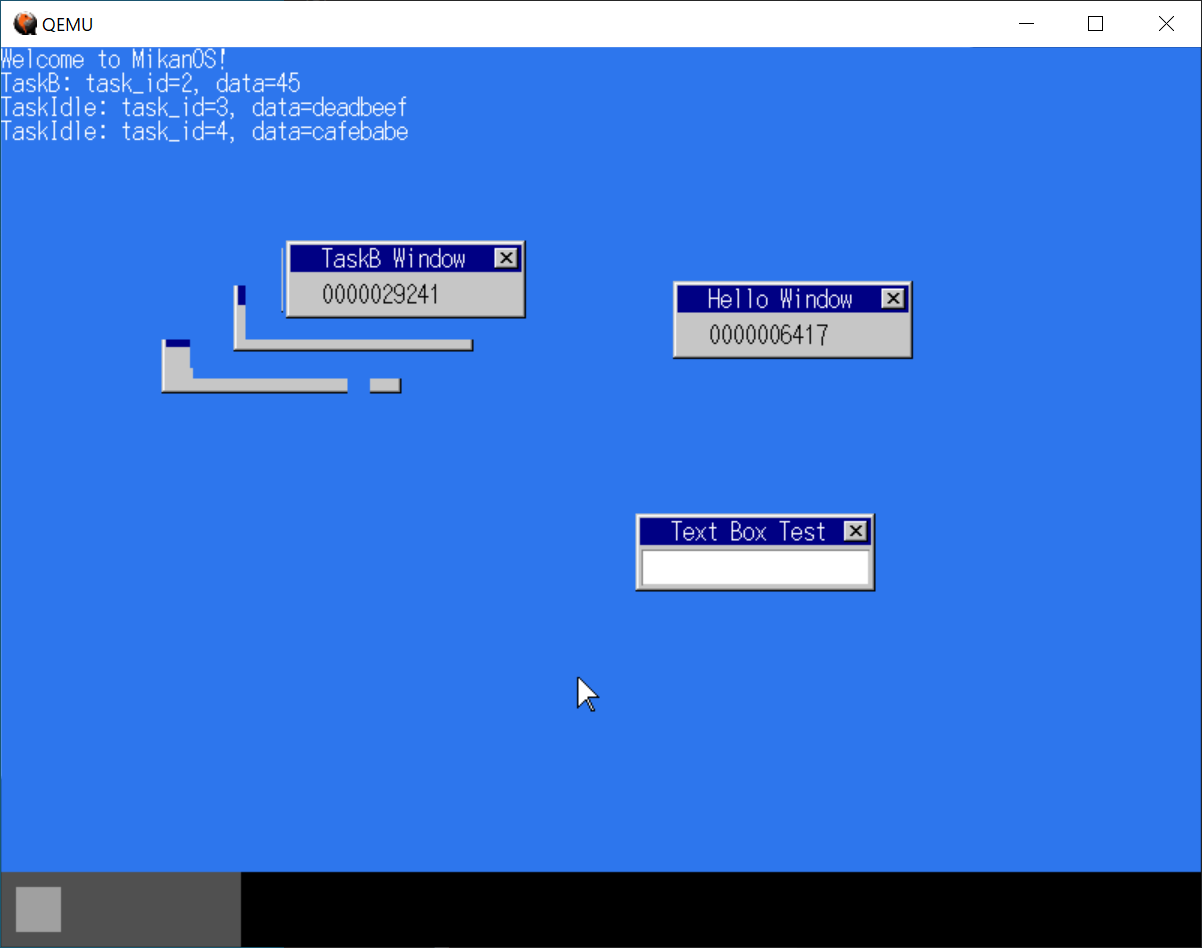 QEMU
Welcome to MikanOS!
TaskB: task_id=2, data=45
TaskIdle: task_id=3, data=deadbeef
TaskIdle: task_id=4, data=cafebabe
TaskB Window
0000029241
Hello Window
0000006417
Text Box Test